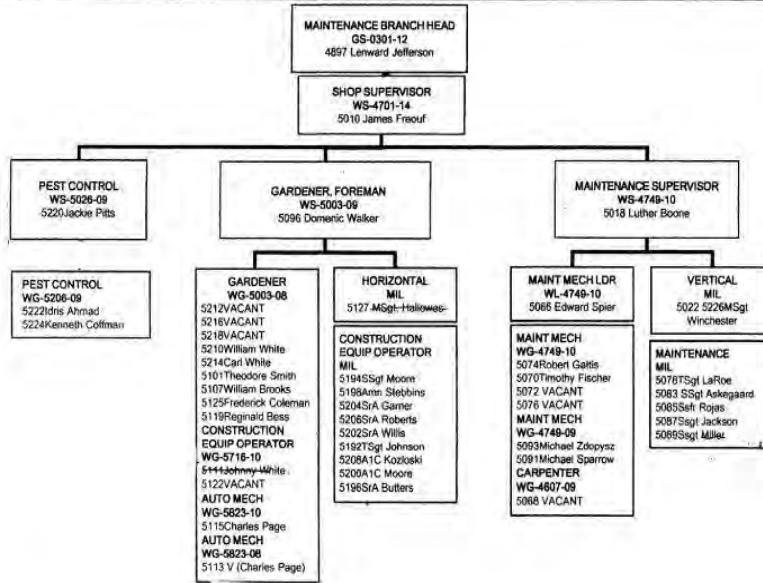 MAINTENANCE BRANCH HEAD
GS-0301-12
4897 Lenward Jefferson
SHOP SUPERVISOR
WS-4701-14
5010 James Freouf
PEST CONTROL
WS-5026-09
5220Jackie Pitts
GARDENER, FOREMAN
WS-5003-09
5096 Domenic Walker
MAINTENANCE SUPERVISOR
WS-4749-10
5018 Luther Boone
PEST CONTROL
WG-5206-09
5222Idris Ahmad
5224Kenneth Coffman
GARDENER
WG-5003-08
5212VACANT
5216VACANT
5218VACANT
5210William White
5214Carl White
5101Theodore Smith
5107William Brooks
5125Frederick Coleman
5119Reginald Bess
CONSTRUCTION
EQUIP OPERATOR
WG-5716-10
5111Johnny White
5122VACANT
AUTO MECH
WG-5823-10
5115Charles Page
AUTO MECH
WG-5823-08
5113 V (Charles Page)
HORIZONTAL
MIL
5127 MSgt. Hallowes
CONSTRUCTION
EQUIP OPERATOR
MIL
5194SSgt Moore
5198Amn Stebbins
5204SrA Garner
5206SrA Roberts
5202SrA Willis
5192TSgt Johnson
5208A1C Kozloski
5200A1C Moore
5196SrA Butters
MAINT MECH LDR
WL-4749-10
5066 Edward Spier
MAINT MECH
WG-4749-10
5074Robert Gattis
5070Timothy Fischer
5072 VACANT
5076 VACANT
MAINT MECH
WG-4749-09
5093Michael Zdopysz
5091Michael Sparrow
CARPENTER
WG-4607-09
5068 VACANT
VERTICAL
MIL
5022 5226MSgt
Winchester
MAINTENANCE
MIL
5078TSgt LaRoe
5083 SSgt Askegaard
5085Ssfr Rojas
5087Ssgt Jackson
5089Ssgt Miller